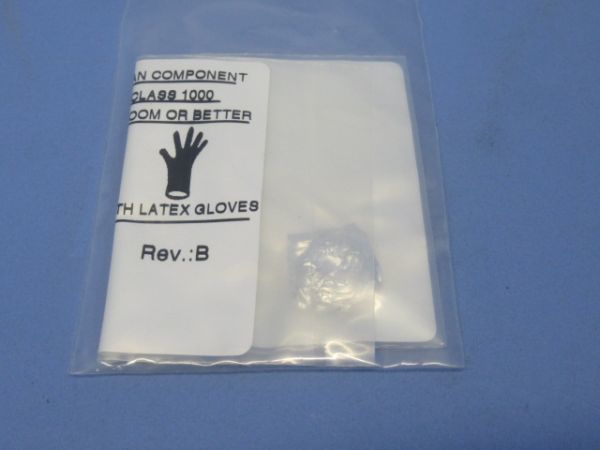 AN COMPONENT
CLASS 1000
OOM OR BETTER
TH LATEX GLOVES
Rev.:B